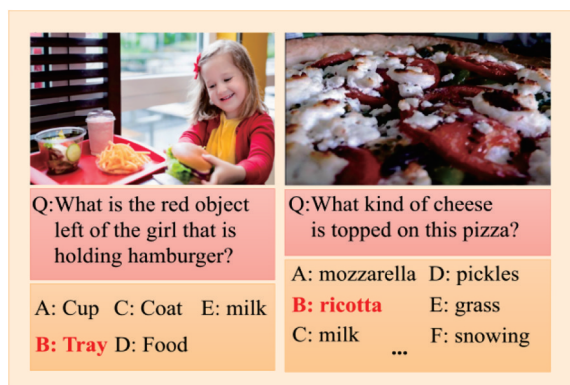 Q:What is the red object
left of the girl that is
holding hamburger?
A: Cup C: Coat E: milk
B: Tray D: Food
Q:What kind of cheese
is topped on this pizza?
A: mozzarella D: pickles
B: ricotta E: grass
C: milk F: snowing
...